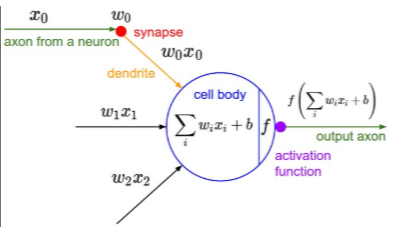 x₀ w₀
synapse
axon from a neuron
w₀x₀
dendrite
cell body
f(∑ᵢ wᵢxᵢ + b)
w₁x₁
∑ᵢ wᵢxᵢ + b f
output axon
activation
function
w₂x₂